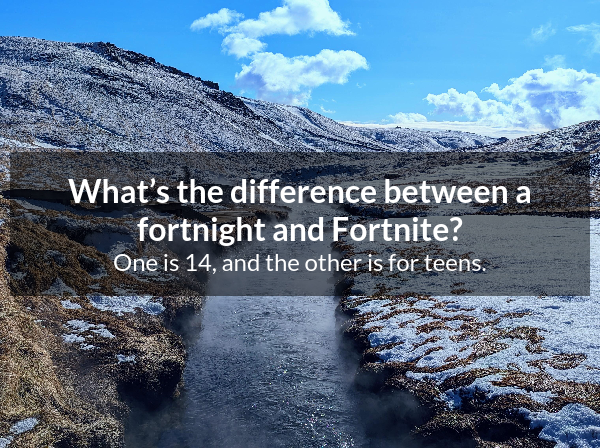 What’s the difference between a
fortnight and Fortnite?
One is 14, and the other is for teens.